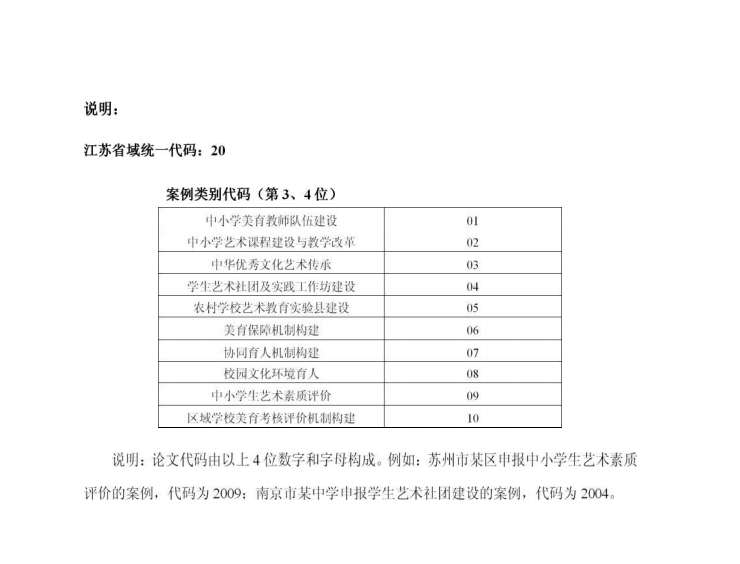 说明：
江苏省域统一代码：20
案例类别代码（第 3、4 位）
中小学美育教师队伍建设 01
中小学艺术课程建设与教学改革 02
中华优秀文化艺术传承 03
学生艺术社团及实践工作坊建设 04
农村学校艺术教育实验县建设 05
美育保障机制构建 06
协同育人机制构建 07
校园文化环境育人 08
中小学生艺术素质评价 09
区域学校美育考核评价机制构建 10
说明：论文代码由以上 4 位数字和字母构成。例如：苏州市某区申报中小学生艺术素质
评价的案例，代码为 2009；南京市某中学申报学生艺术社团建设的案例，代码为 2004。